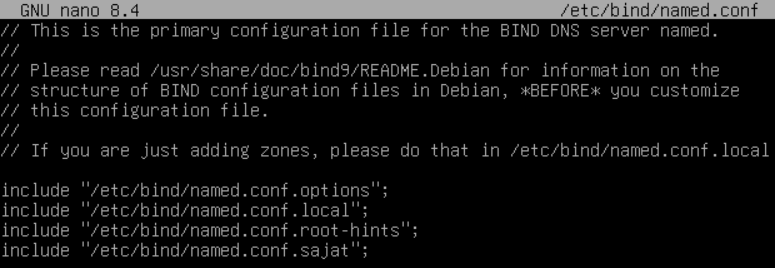 GNU nano 8.4 /etc/bind/named.conf
// This is the primary configuration file for the BIND DNS server named.
//
// Please read /usr/share/doc/bind9/README.Debian for information on the
// structure of BIND configuration files in Debian, *BEFORE* you customize
// this configuration file.
//
// If you are just adding zones, please do that in /etc/bind/named.conf.local
include "/etc/bind/named.conf.options";
include "/etc/bind/named.conf.local";
include "/etc/bind/named.conf.root-hints";
include "/etc/bind/named.conf.sajat";